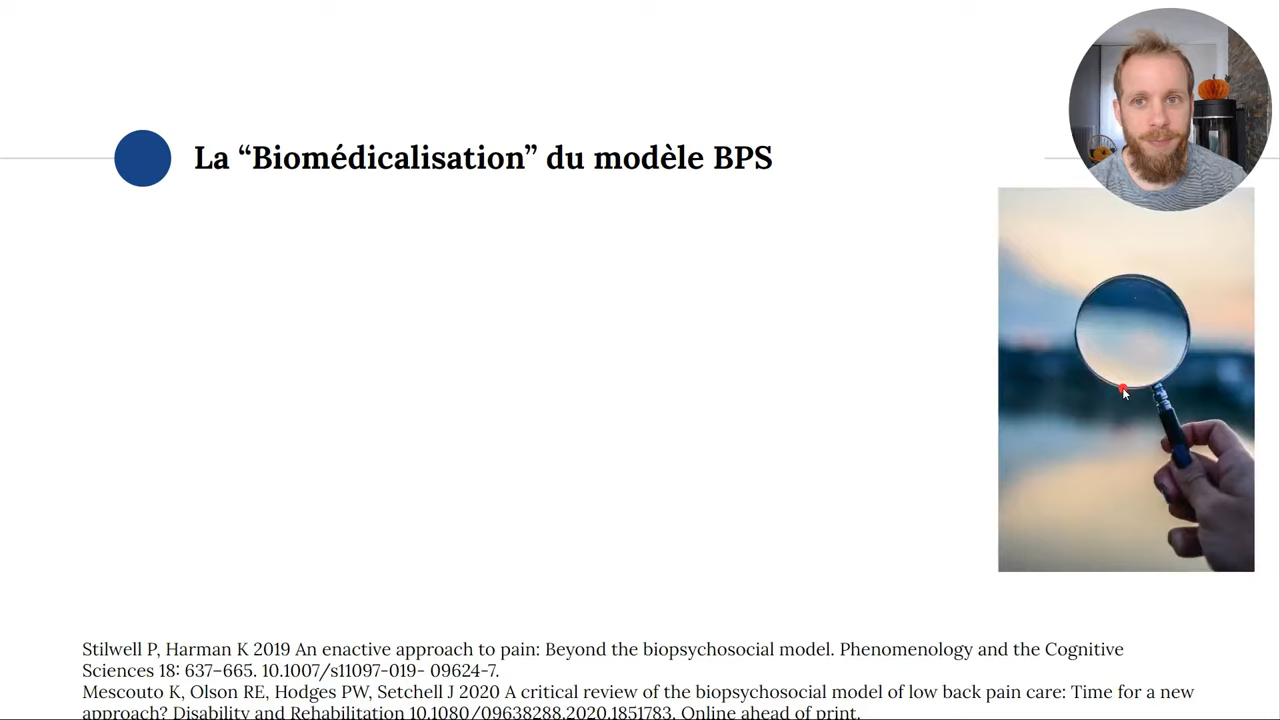 La “Biomédicalisation” du modèle BPS
Stilwell P, Harman K 2019 An enactive approach to pain: Beyond the biopsychosocial model. Phenomenology and the Cognitive
Sciences 18: 637–665. 10.1007/s11097-019- 09624-7.
Mescouto K, Olson RE, Hodges PW, Setchell J 2020 A critical review of the biopsychosocial model of low back pain care: Time for a new
approach? Disability and Rehabilitation 10.1080/09638288.2020.1851783. Online ahead of print.